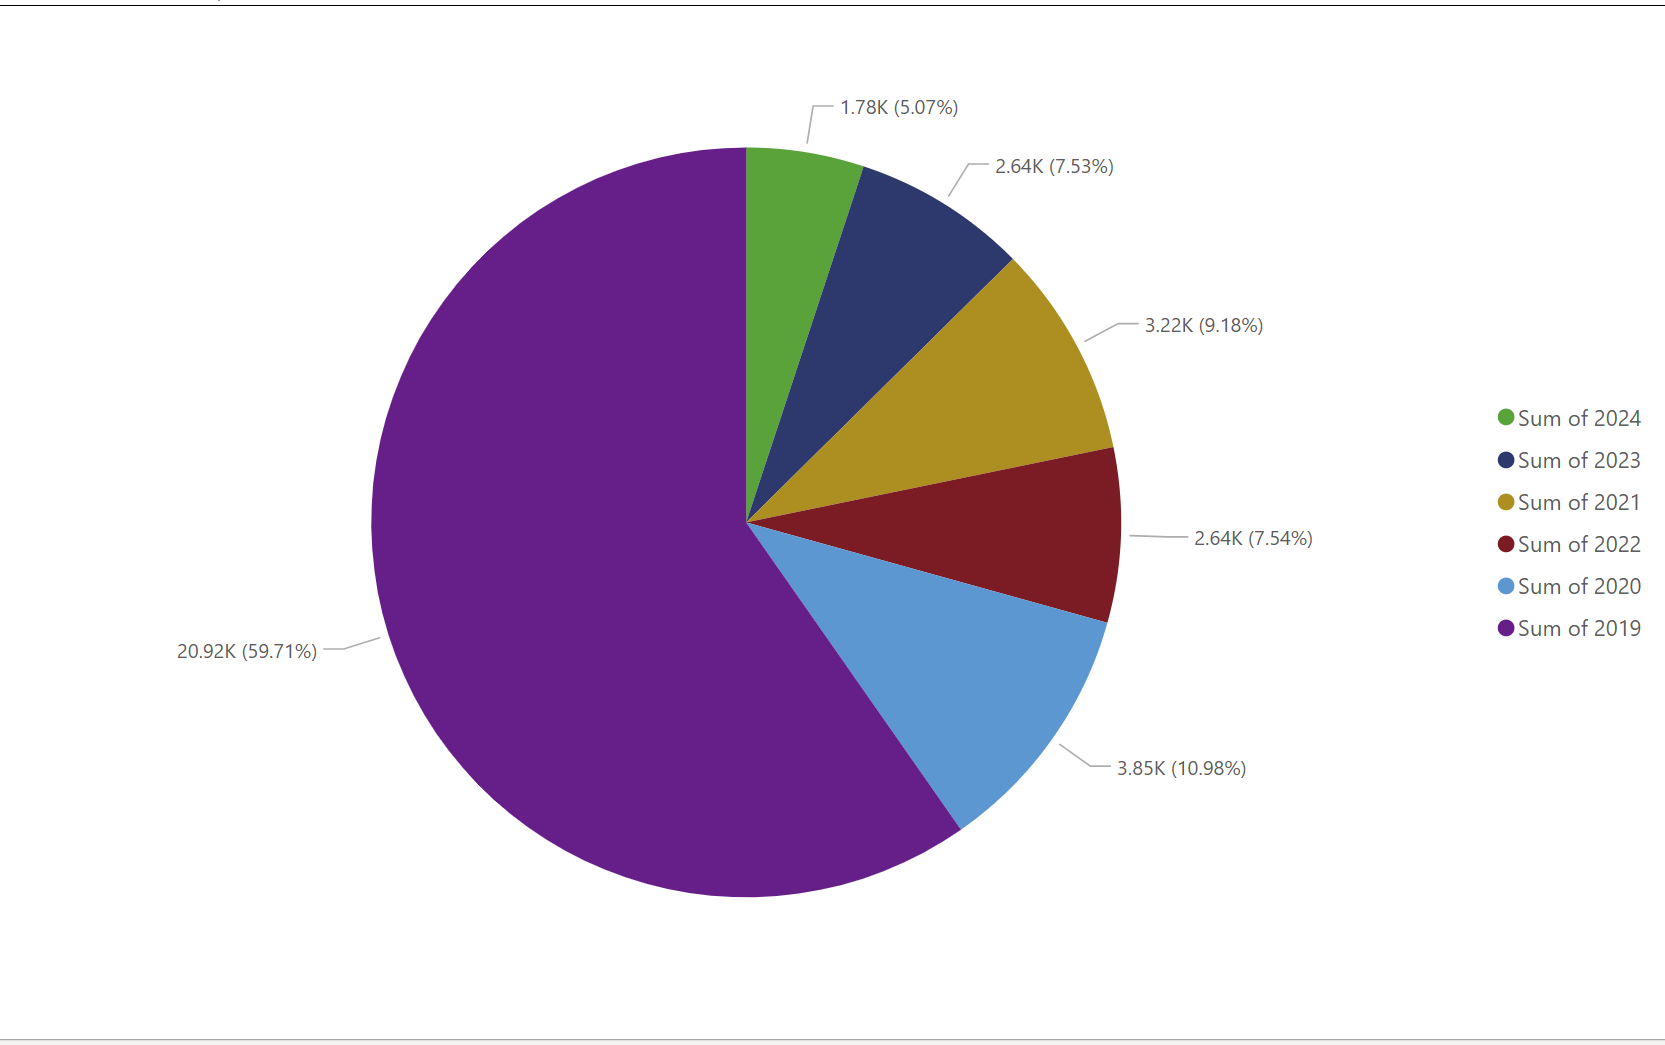 1.78K (5.07%)
2.64K (7.53%)
3.22K (9.18%)
2.64K (7.54%)
3.85K (10.98%)
20.92K (59.71%)
Sum of 2024
Sum of 2023
Sum of 2021
Sum of 2022
Sum of 2020
Sum of 2019